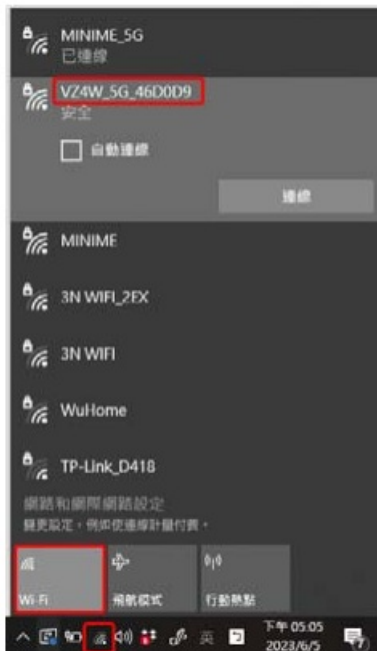 MINIME_5G
已連線
VZ4W_5G_46D0D9
安全
自動連線
連線
MINIME
3N WIFI_2EX
3N WIFI
WuHome
TP-Link_D418
網路和網際網路設定
變更設定，例如使連線計量付費。
Wi-Fi
飛航模式
行動熱點
英
下午 05:05
2023/6/5
7